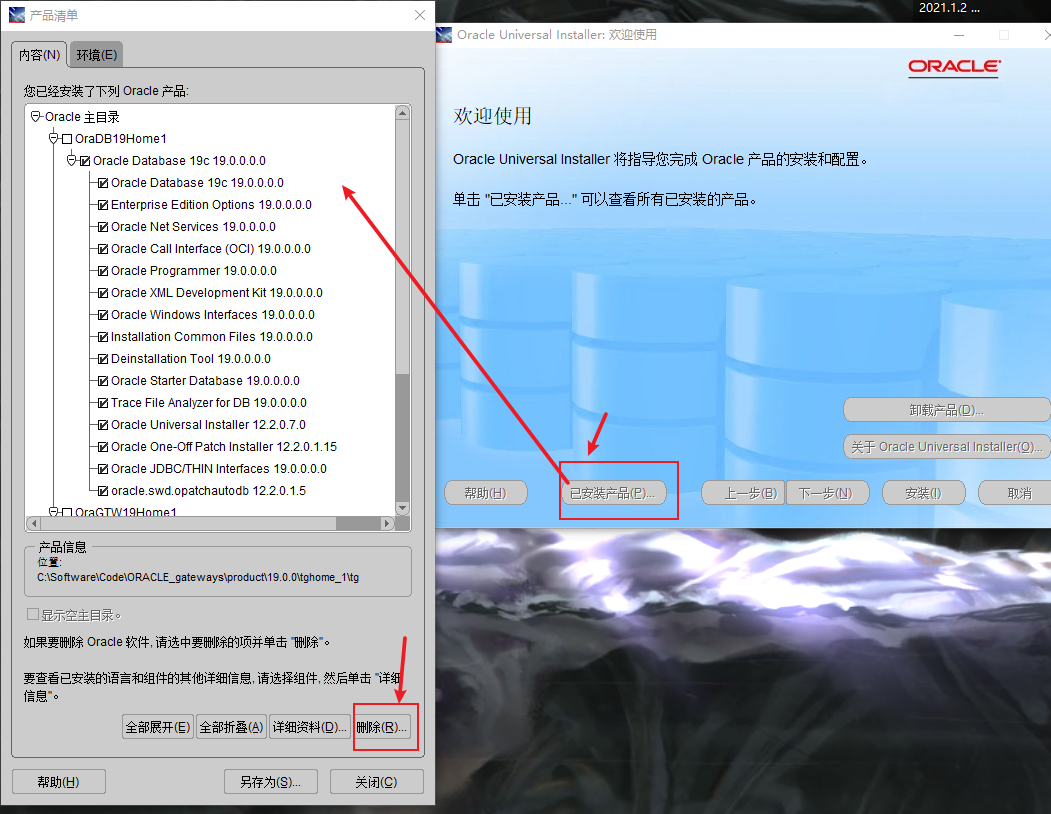 2021.1.2 ...
产品清单
内容(N)
环境(E)
您已经安装了下列 Oracle 产品:
Oracle 主目录
OraDB19Home1
Oracle Database 19c 19.0.0.0.0
Oracle Database 19c 19.0.0.0.0
Enterprise Edition Options 19.0.0.0.0
Oracle Net Services 19.0.0.0.0
Oracle Call Interface (OCI) 19.0.0.0.0
Oracle Programmer 19.0.0.0.0
Oracle XML Development Kit 19.0.0.0.0
Oracle Windows Interfaces 19.0.0.0.0
Installation Common Files 19.0.0.0.0
Deinstallation Tool 19.0.0.0.0
Oracle Starter Database 19.0.0.0.0
Trace File Analyzer for DB 19.0.0.0.0
Oracle Universal Installer 12.2.0.7.0
Oracle One-Off Patch Installer 12.2.0.1.15
Oracle JDBC/THIN Interfaces 19.0.0.0.0
oracle.swd.opatchautodb 12.2.0.1.5
OraGTW19Home1
产品信息
位置:
C:\Software\Code\ORACLE_gateways\product\19.0.0\tghome_1\tg
显示空主目录。
如果要删除 Oracle 软件, 请选中要删除的项并单击 "删除"。
要查看已安装的语言和组件的其他详细信息, 请选择组件, 然后单击 "详细
信息"。
全部展开(E)
全部折叠(A)
详细资料(D)...
删除(R)...
帮助(H)
另存为(S)...
关闭(C)
Oracle Universal Installer: 欢迎使用
ORACLE
欢迎使用
Oracle Universal Installer 将指导您完成 Oracle 产品的安装和配置。
单击 "已安装产品..." 可以查看所有已安装的产品。
卸载产品(D)...
关于 Oracle Universal Installer(O)...
帮助(H)
已安装产品(P)...
上一步(B)
下一步(N)
安装(I)
取消